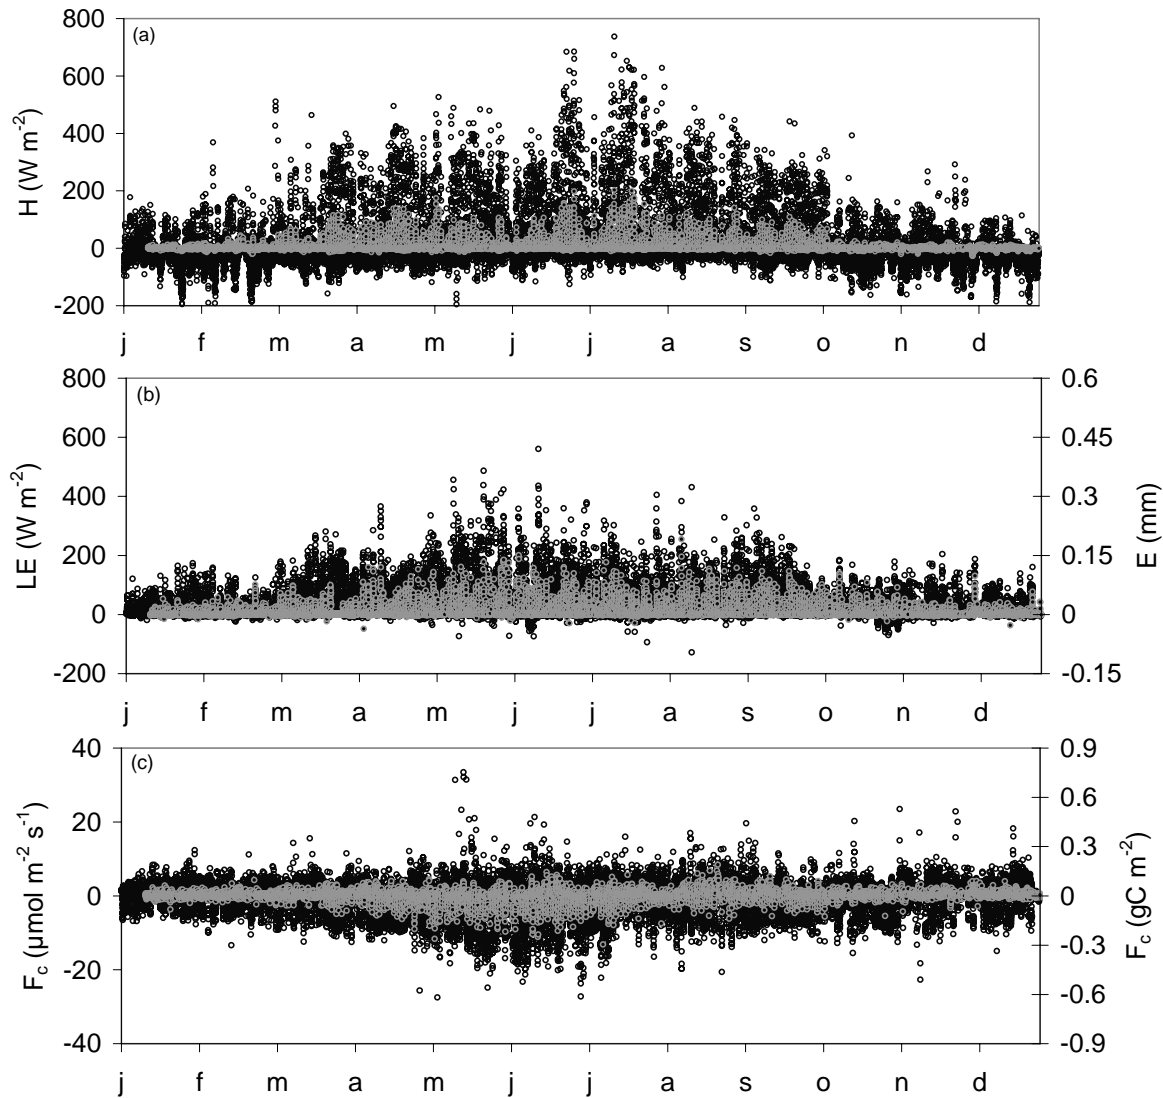 (a)
H (W m-2)
800
600
400
200
0
-200
j f m a m j j a s o n d
(b)
LE (W m-2)
800
600
400
200
0
-200
E (mm)
0.6
0.45
0.3
0.15
0
-0.15
j f m a m j j a s o n d
(c)
Fc (µmol m-2 s-1)
40
20
0
-20
-40
Fc (gC m-2)
0.9
0.6
0.3
0
-0.3
-0.6
-0.9
j f m a m j j a s o n d